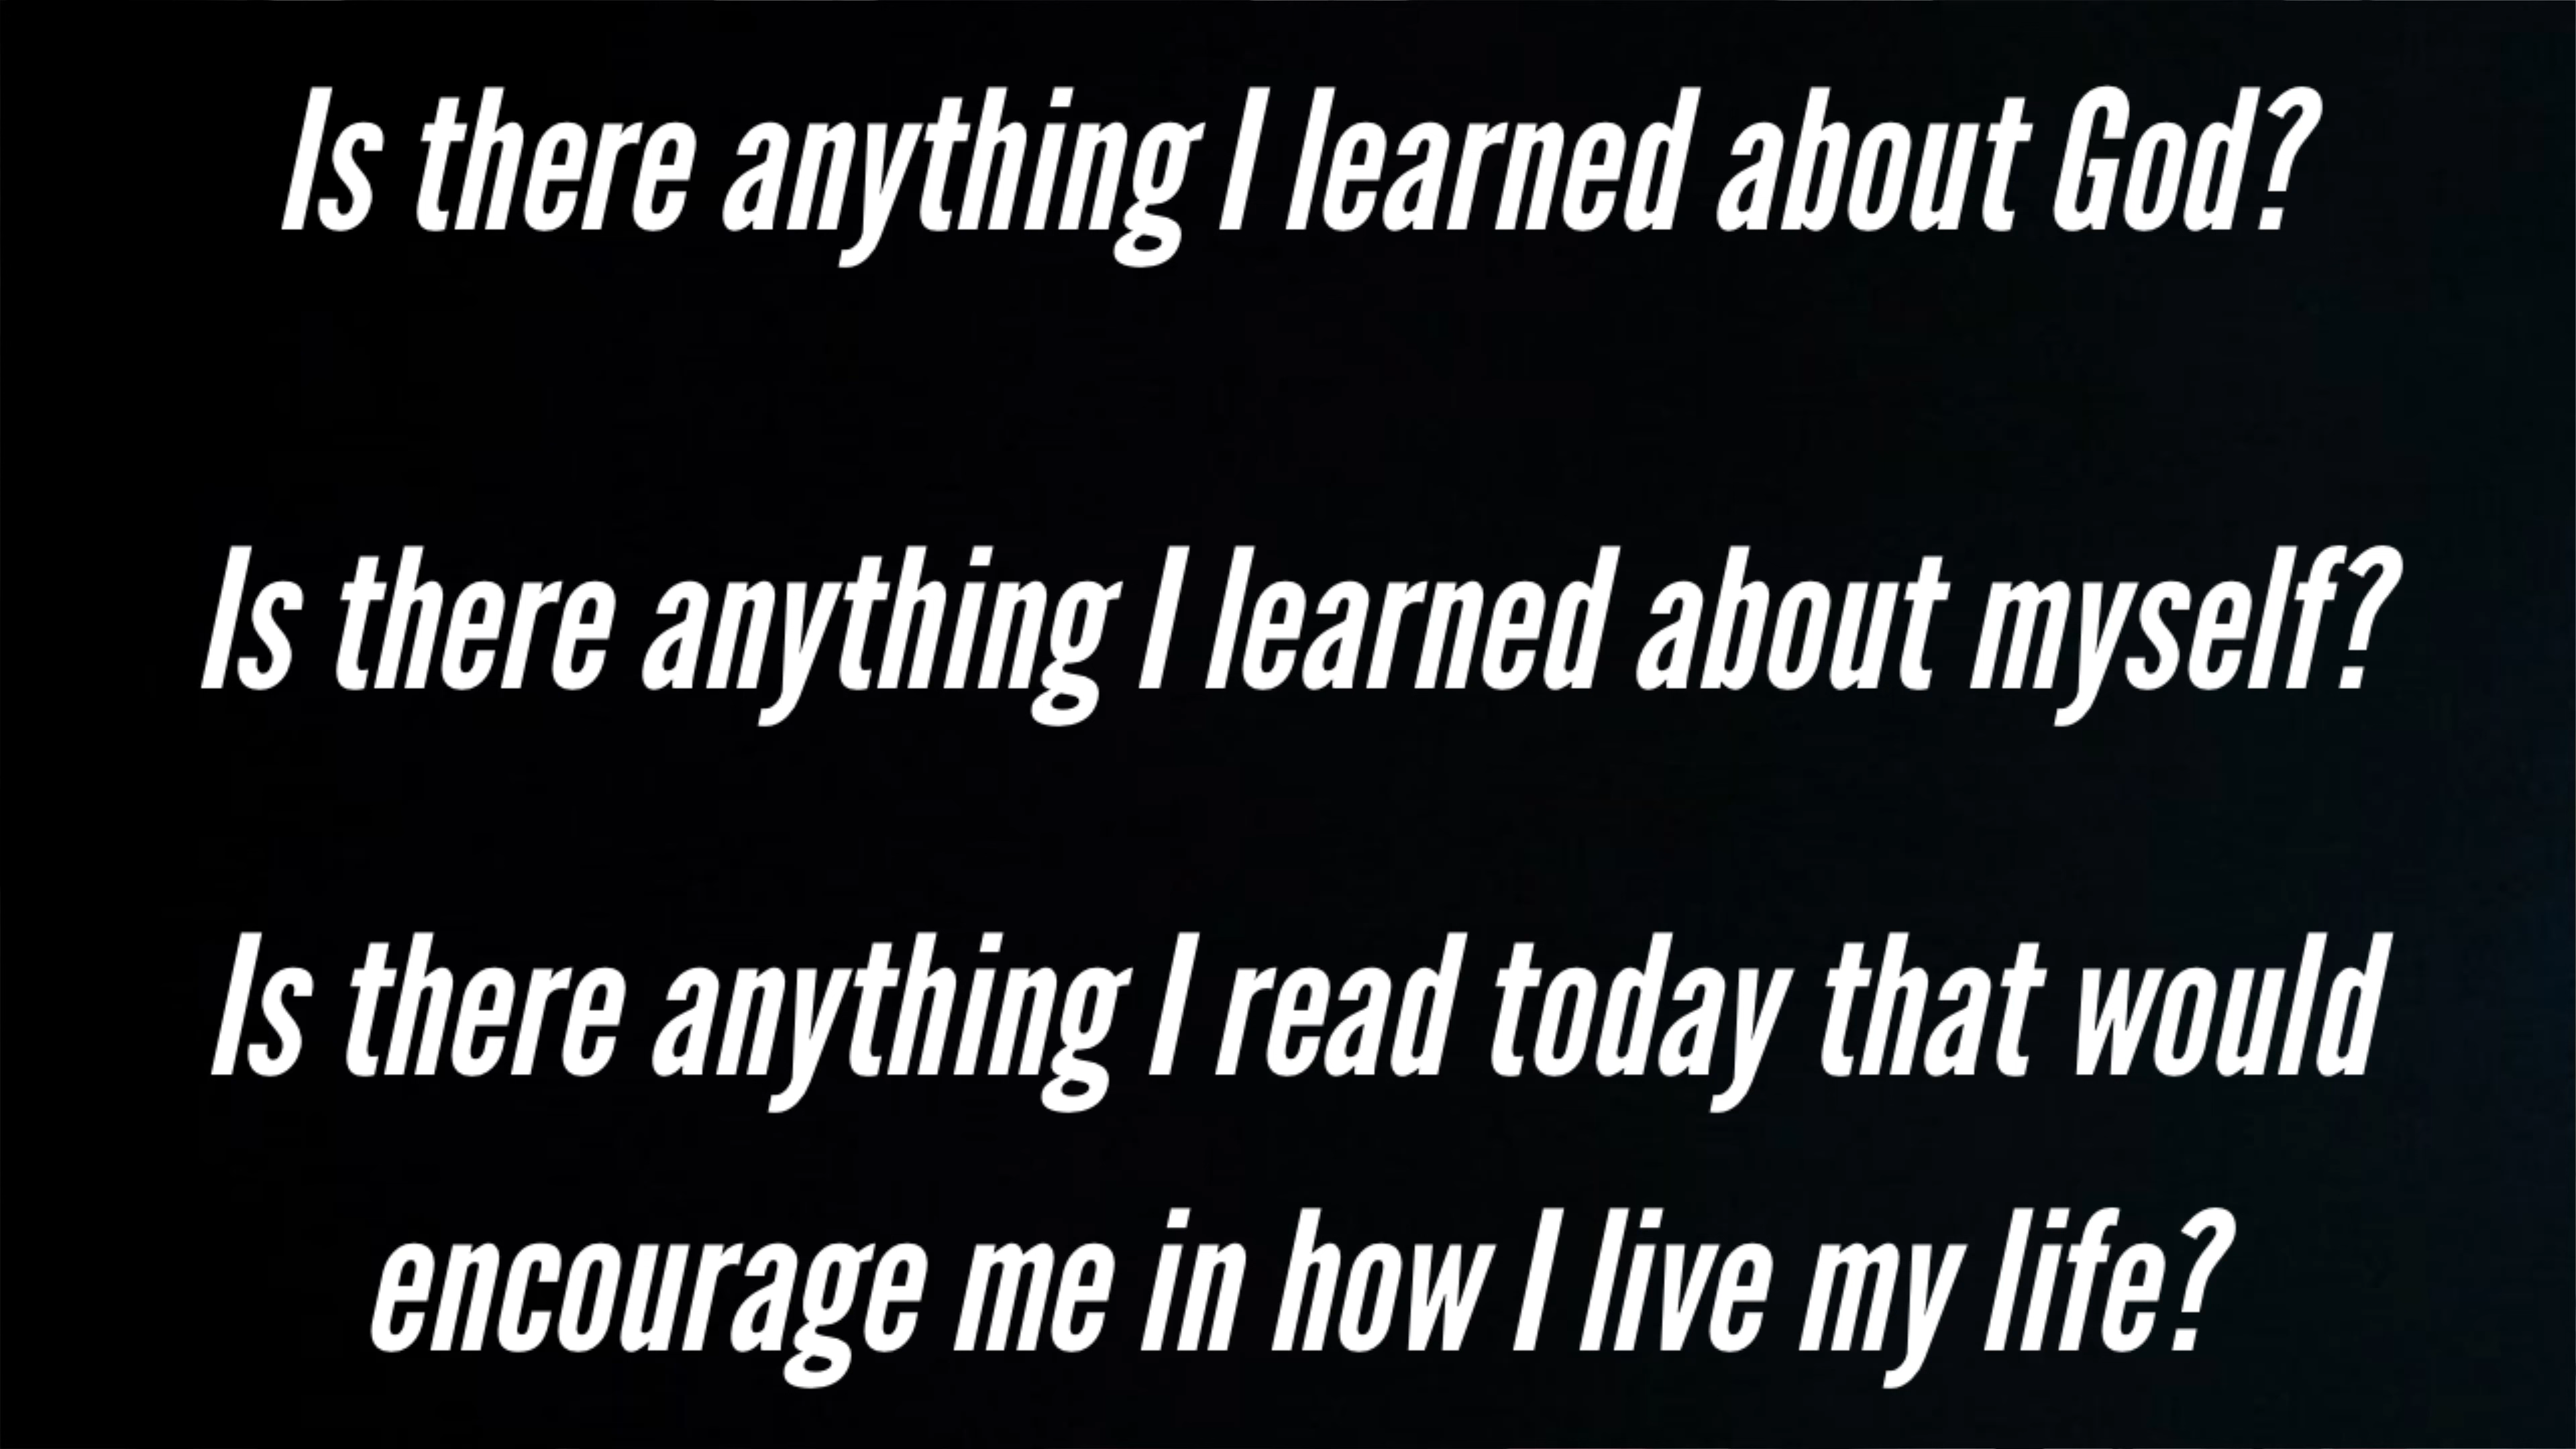 Is there anything I learned about God?
Is there anything I learned about myself?
Is there anything I read today that would
encourage me in how I live my life?